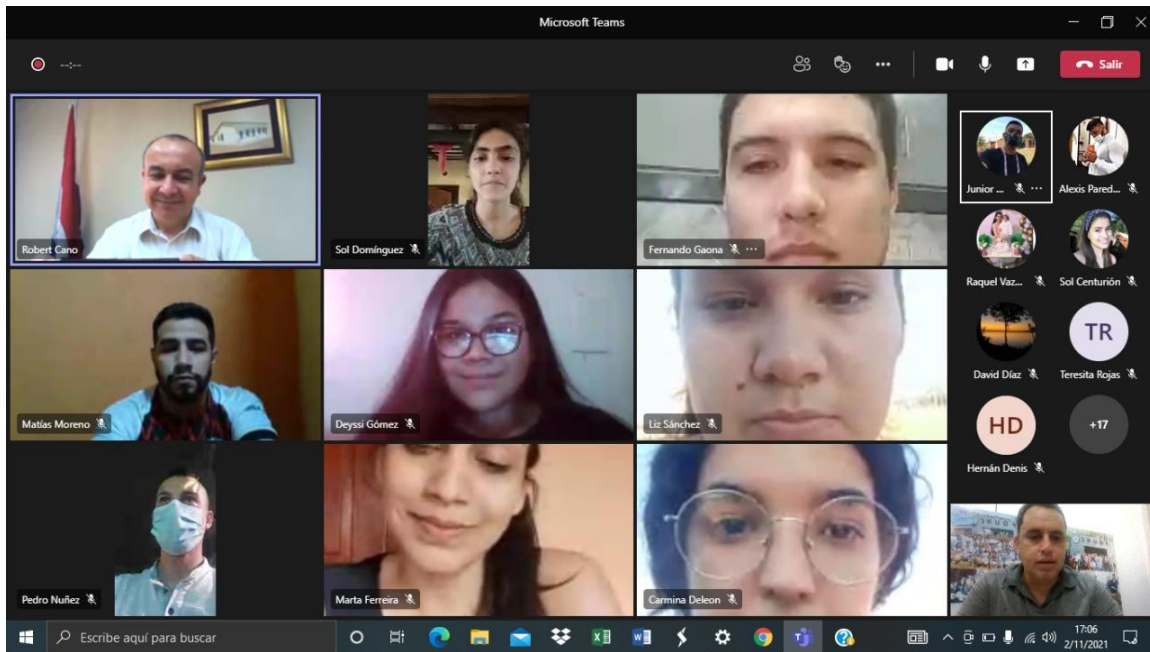 Microsoft Teams
--:--
Salir
Robert Cano
Sol Domínguez
Fernando Gaona
Junior ...
Alexis Pared...
Raquel Vaz...
Sol Centurión
Matías Moreno
Deyssi Gómez
Liz Sánchez
David Díaz
TR
Teresita Rojas
HD
+17
Hernán Denis
Pedro Nuñez
Marta Ferreira
Carmina Deleon
Escribe aquí para buscar
17:06
2/11/2021